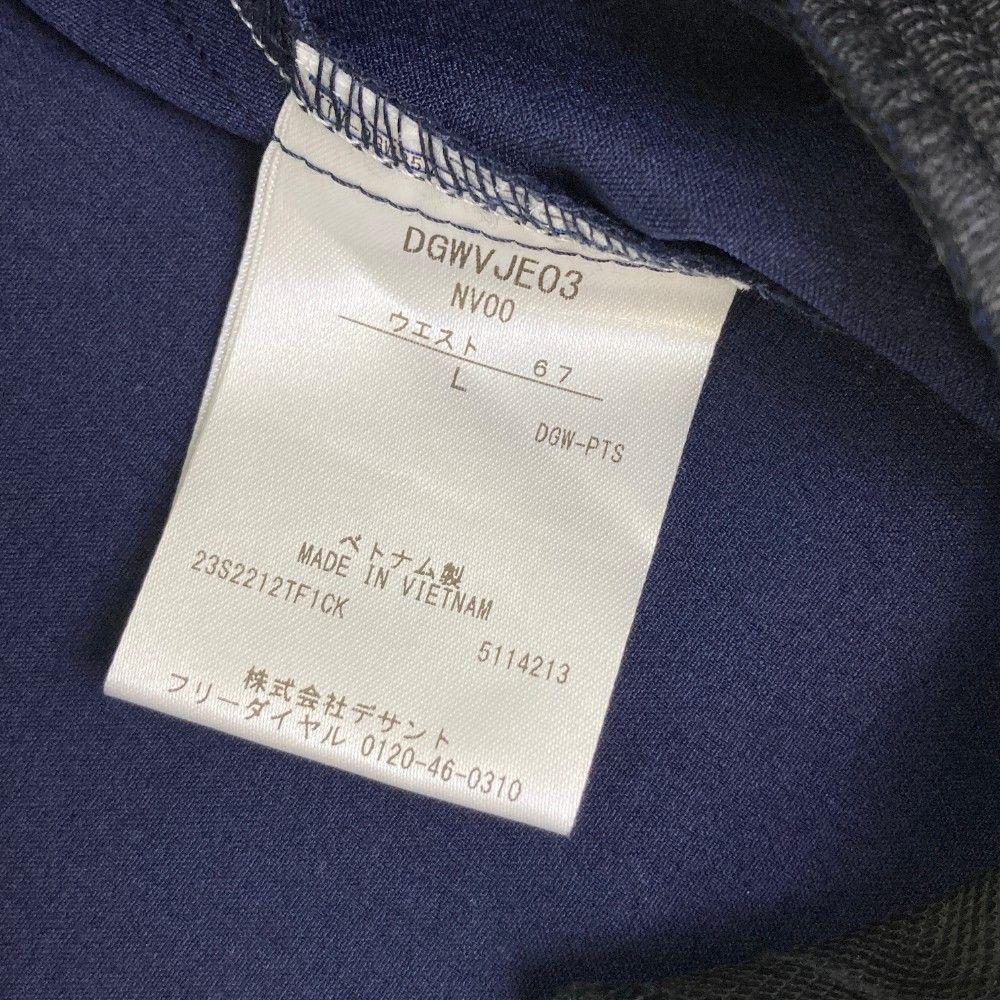 DGWVJE03
NV00
ウエスト 67
L
DGW-PTS
ベトナム製
MADE IN VIETNAM
23S2212TF1CK
5114213
株式会社デサント
フリーダイヤル 0120-46-0310